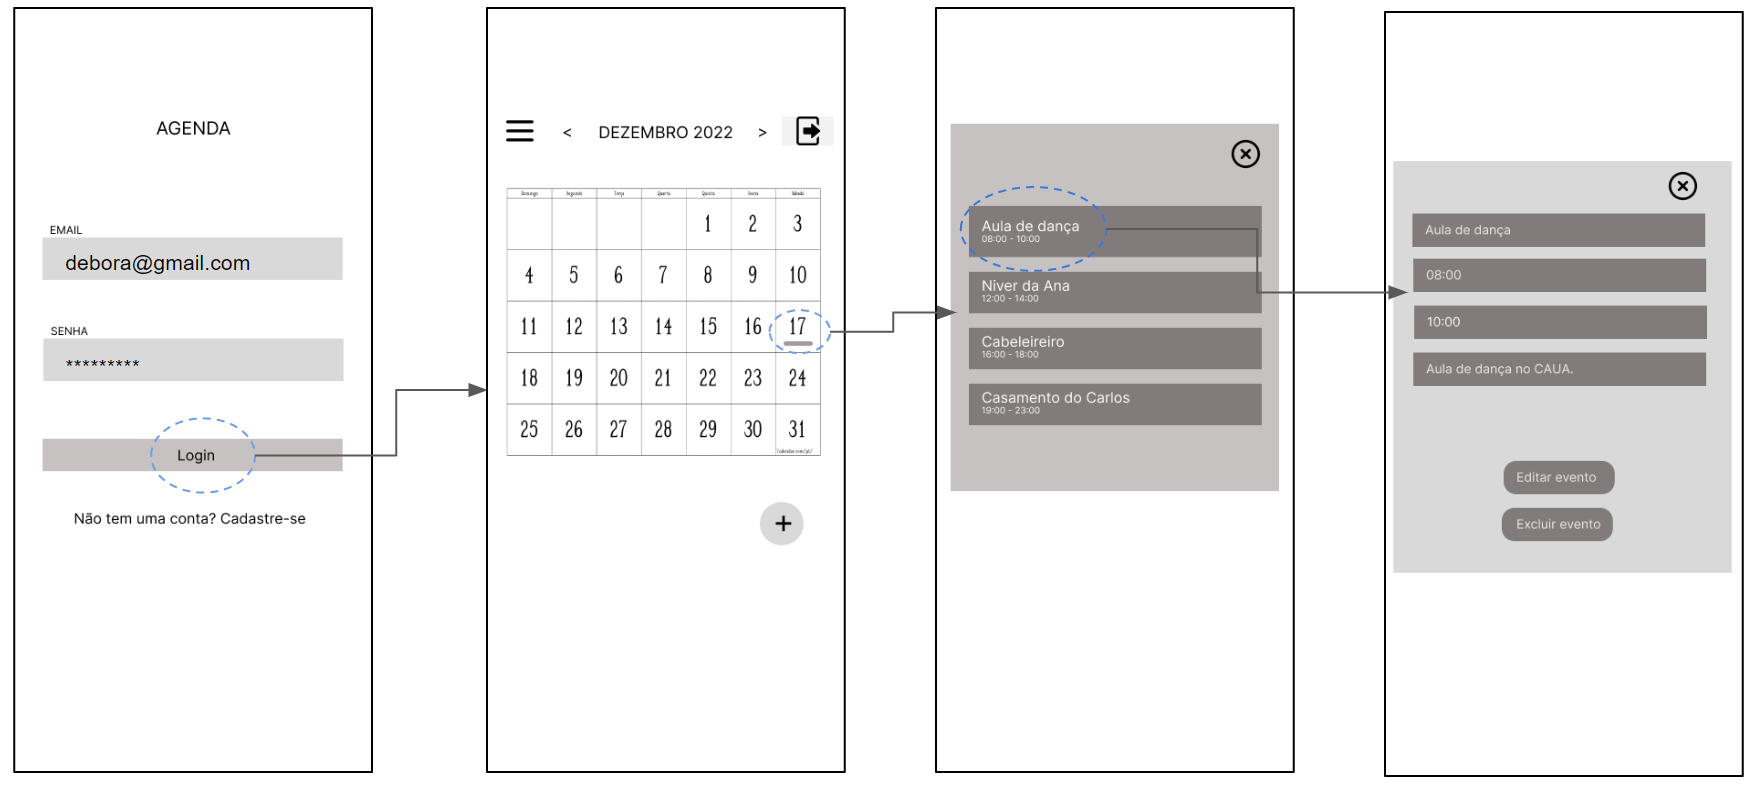 AGENDA
EMAIL
debora@gmail.com
SENHA
*********
Login
Não tem uma conta? Cadastre-se
< DEZEMBRO 2022 >
Domingo Segunda Terça Quarta Quinta Sexta Sábado
1 2 3
4 5 6 7 8 9 10
11 12 13 14 15 16 17
18 19 20 21 22 23 24
25 26 27 28 29 30 31
+
Aula de dança
08:00 - 10:00
Niver da Ana
12:00 - 14:00
Cabeleireiro
16:00 - 18:00
Casamento do Carlos
19:00 - 23:00
Aula de dança
08:00
10:00
Aula de dança no CAUA.
Editar evento
Excluir evento